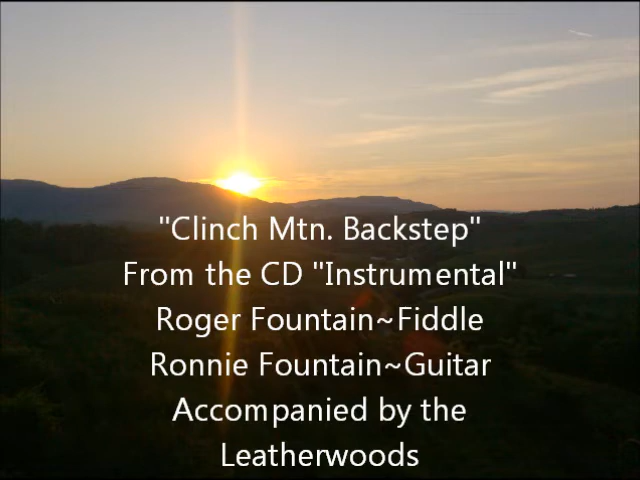 "Clinch Mtn. Backstep"
From the CD "Instrumental"
Roger Fountain~Fiddle
Ronnie Fountain~Guitar
Accompanied by the
Leatherwoods